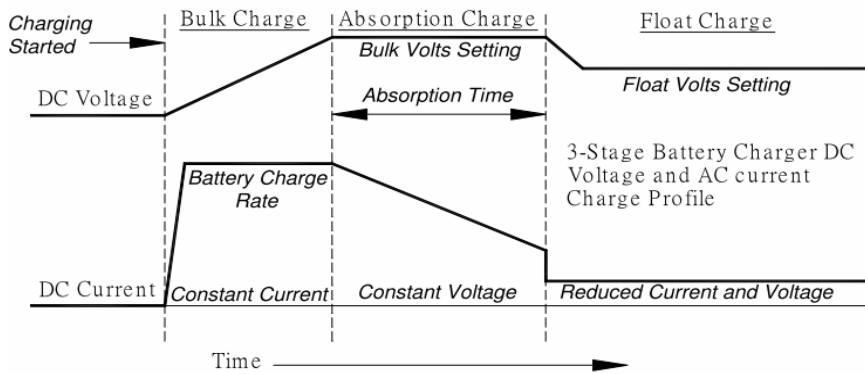 Charging
Started
Bulk Charge
Absorption Charge
Float Charge
Bulk Volts Setting
DC Voltage
Absorption Time
Float Volts Setting
3-Stage Battery Charger DC
Voltage and AC current
Charge Profile
Battery Charge
Rate
DC Current
Constant Current
Constant Voltage
Reduced Current and Voltage
Time